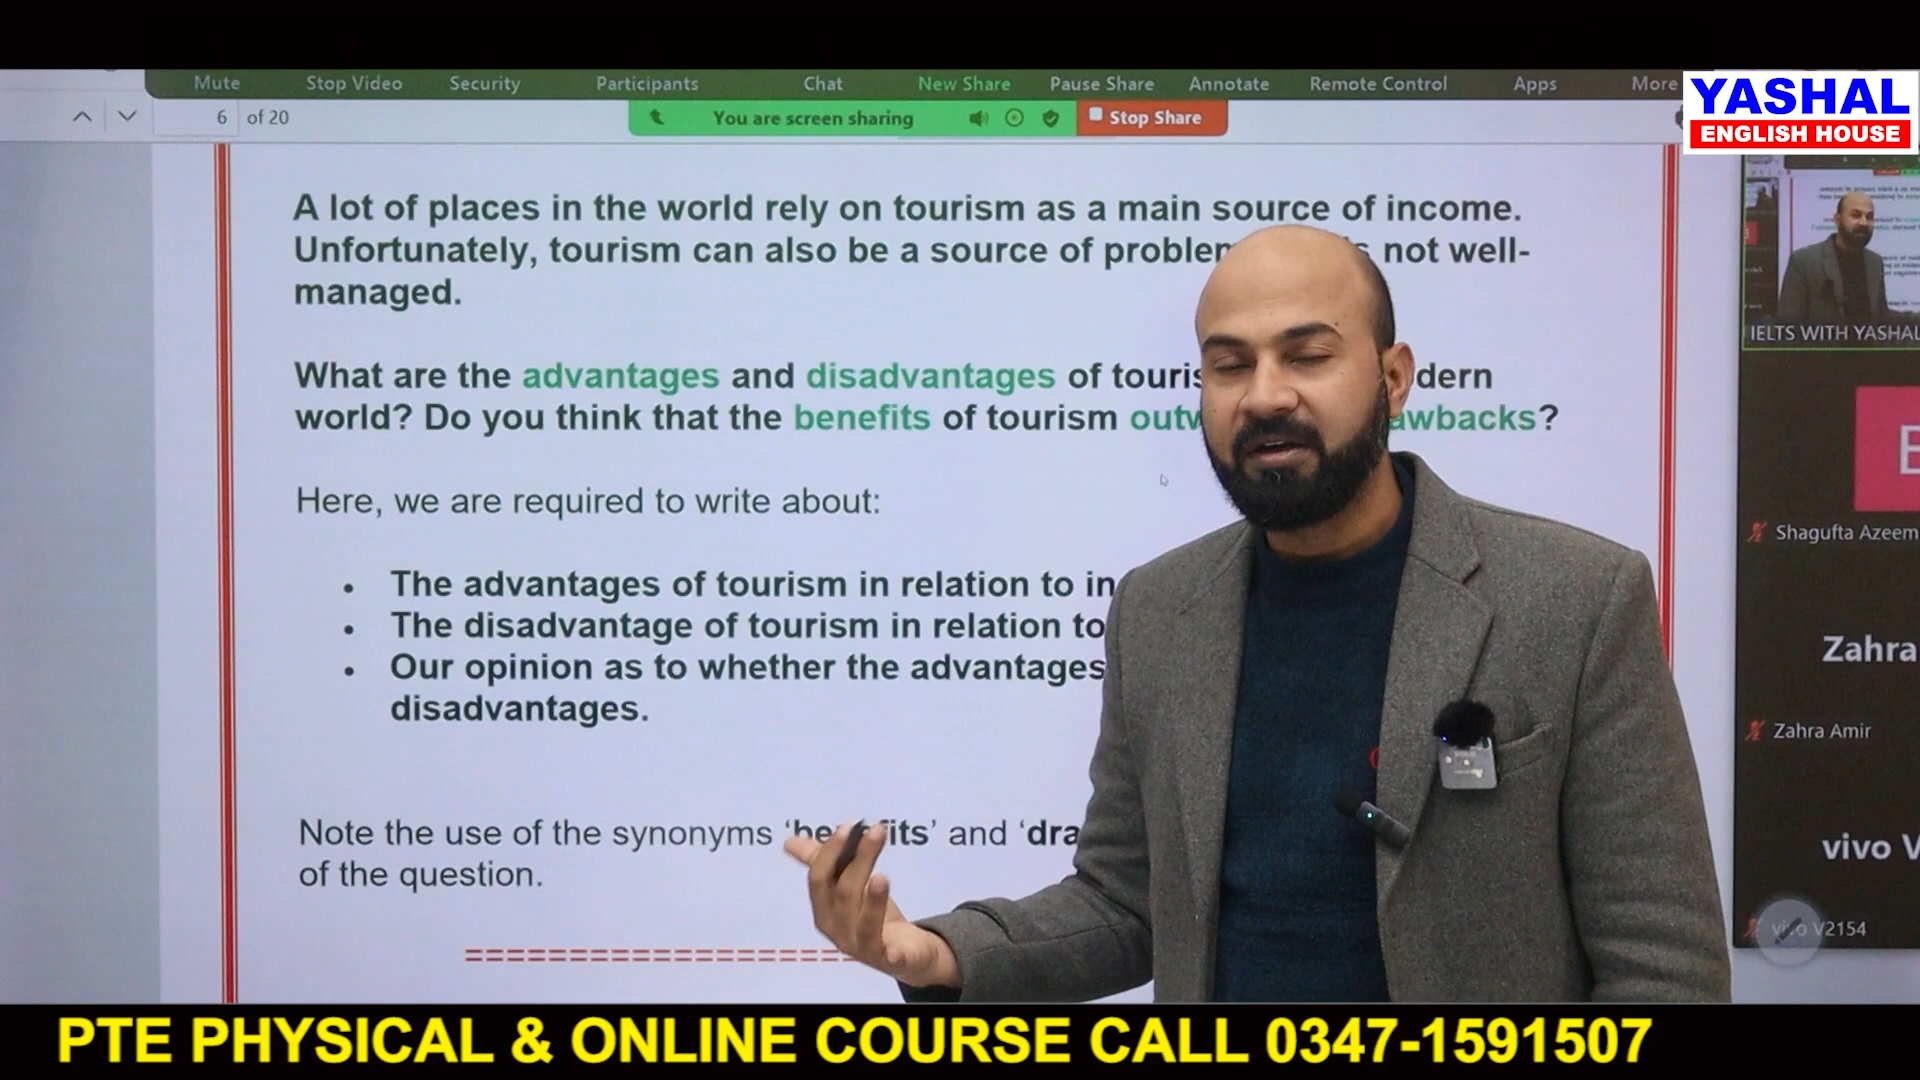 Mute Stop Video Security Participants Chat New Share Pause Share Annotate Remote Control Apps More
YASHAL
ENGLISH HOUSE
6 of 20 You are screen sharing Stop Share
A lot of places in the world rely on tourism as a main source of income.
Unfortunately, tourism can also be a source of not well-
managed.
What are the advantages and disadvantages of
world? Do you think that the benefits of tourism
Here, we are required to write about:
The advantages of tourism in relation to
The disadvantage of tourism in relation to
Our opinion as to whether the advantages
disadvantages.
Note the use of the synonyms ‘benefits’ and
of the question.
IELTS WITH YASHAL
E
Shagufta Azeem
Zahra
Zahra Amir
vivo V
vivo V2154
PTE PHYSICAL & ONLINE COURSE CALL 0347-1591507